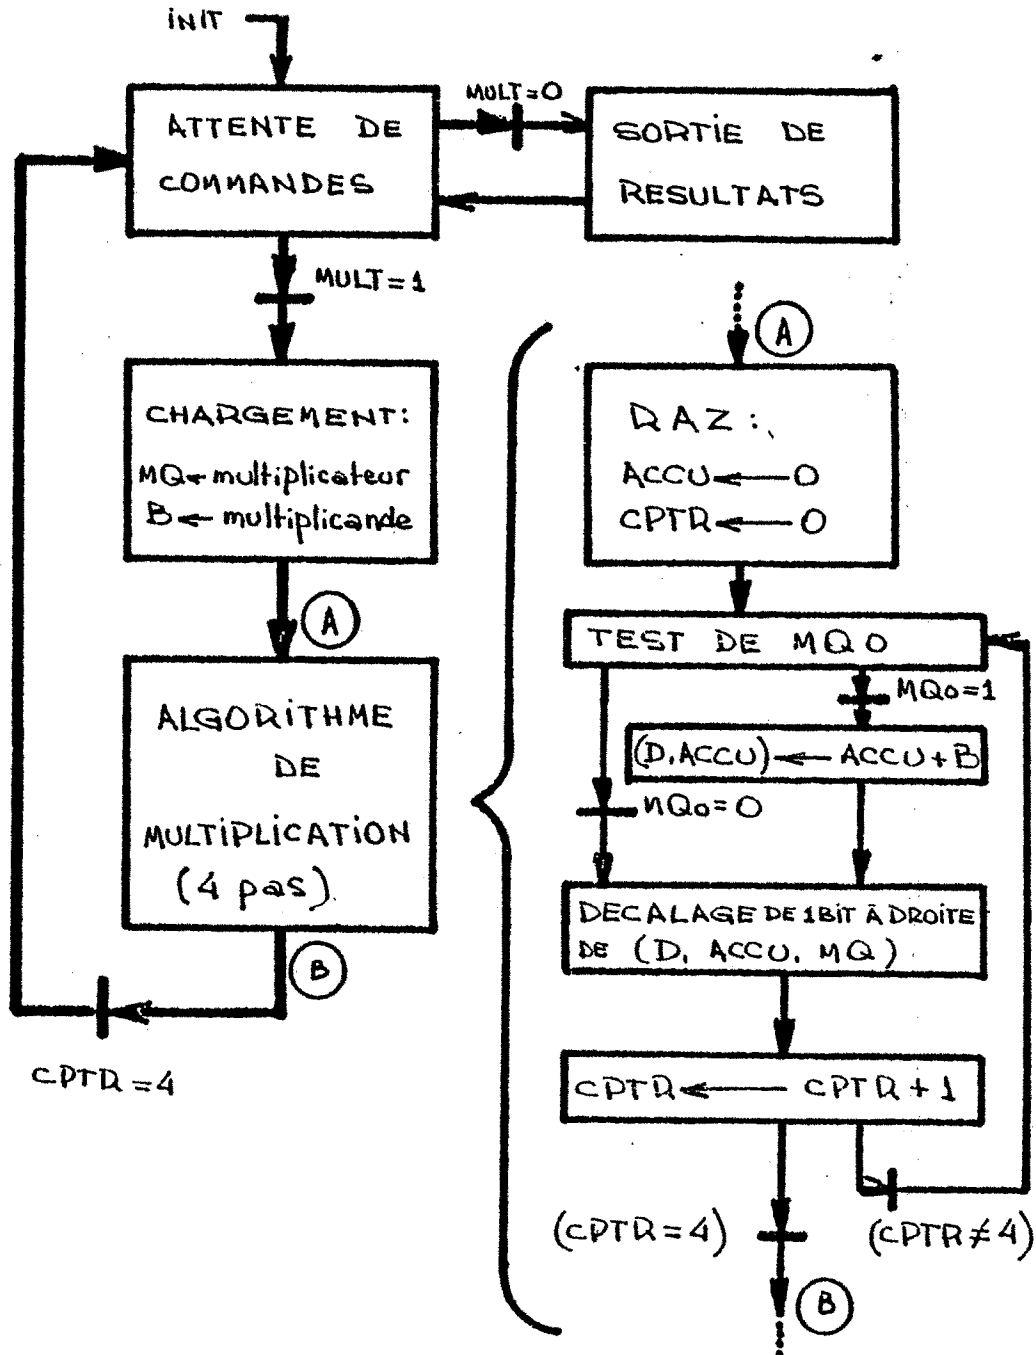 INIT
ATTENTE DE
COMMANDES
MULT=0
SORTIE DE
RESULTATS
MULT=1
CHARGEMENT:
MQ← multiplicateur
B← multiplicande
A
ALGORITHME
DE
MULTIPLICATION
(4 pas)
B
CPTR=4
A
RAZ:
ACCU ← 0
CPTR ← 0
TEST DE MQ0
MQ0=1
(D.ACCU) ← ACCU+B
MQ0=0
DECALAGE DE 1BIT À DROITE
DE (D. ACCU. MQ)
CPTR ← CPTR+1
(CPTR=4)
(CPTR≠4)
B